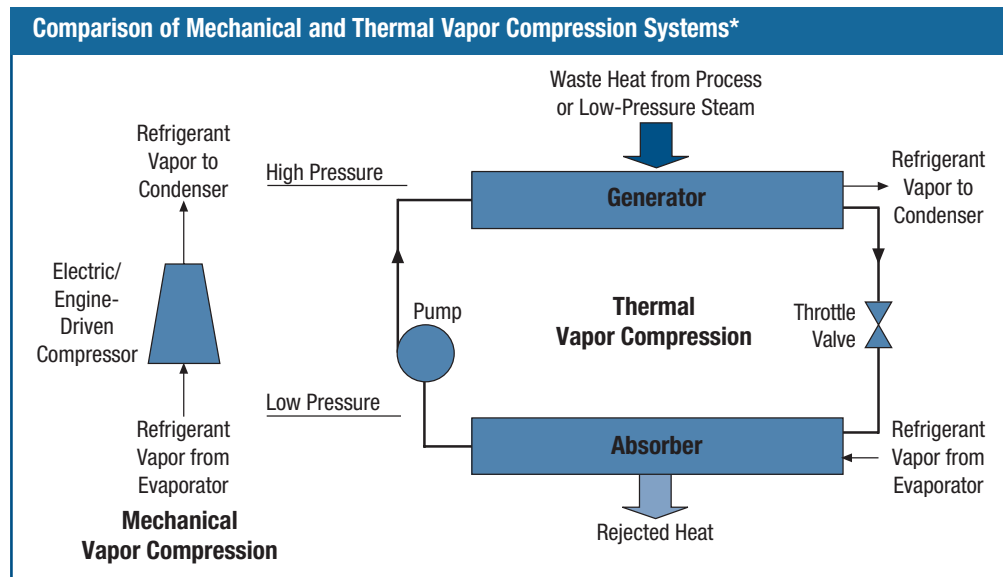 Comparison of Mechanical and Thermal Vapor Compression Systems*
Waste Heat from Process
or Low-Pressure Steam
Refrigerant
Vapor to
Condenser
High Pressure
Generator
Refrigerant
Vapor to
Condenser
Electric/
Engine-
Driven
Compressor
Pump
Thermal
Vapor Compression
Throttle
Valve
Low Pressure
Refrigerant
Vapor from
Evaporator
Absorber
Refrigerant
Vapor from
Evaporator
Mechanical
Vapor Compression
Rejected Heat